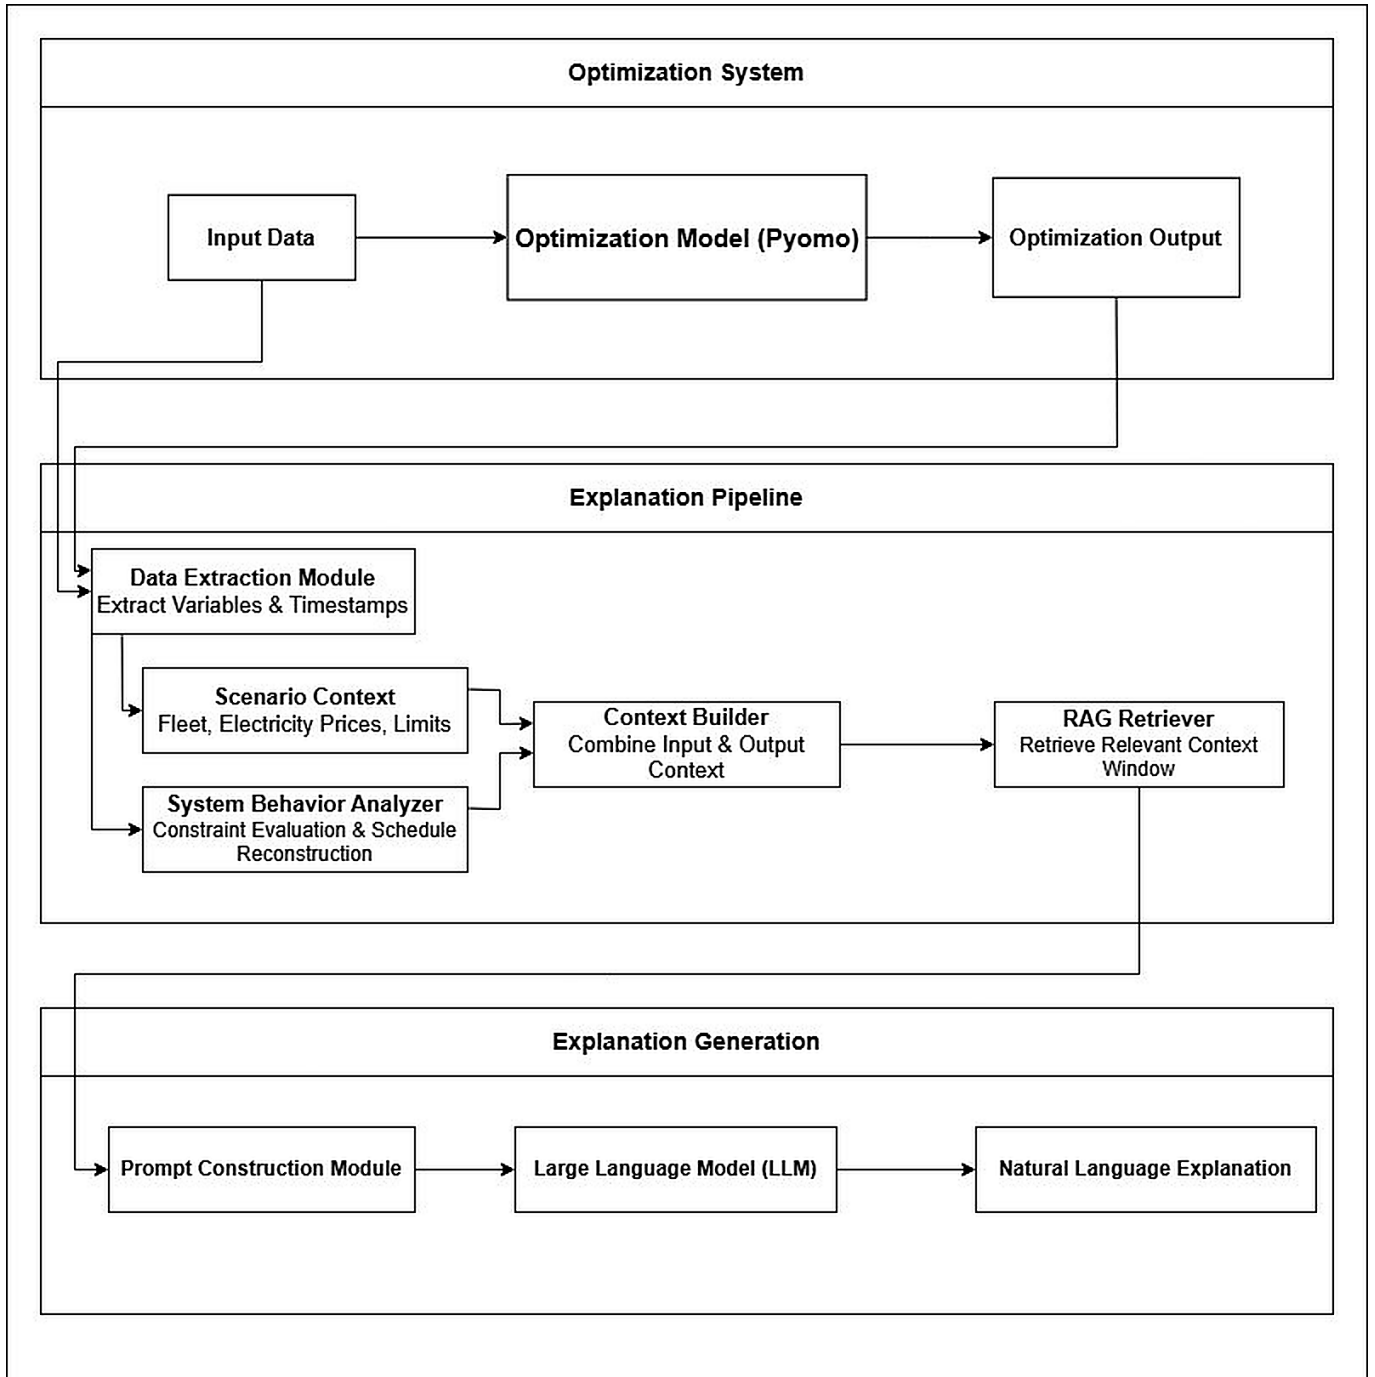 Optimization System
Input Data
Optimization Model (Pyomo)
Optimization Output
Explanation Pipeline
Data Extraction Module
Extract Variables & Timestamps
Scenario Context
Fleet, Electricity Prices, Limits
System Behavior Analyzer
Constraint Evaluation & Schedule
Reconstruction
Context Builder
Combine Input & Output
Context
RAG Retriever
Retrieve Relevant Context
Window
Explanation Generation
Prompt Construction Module
Large Language Model (LLM)
Natural Language Explanation